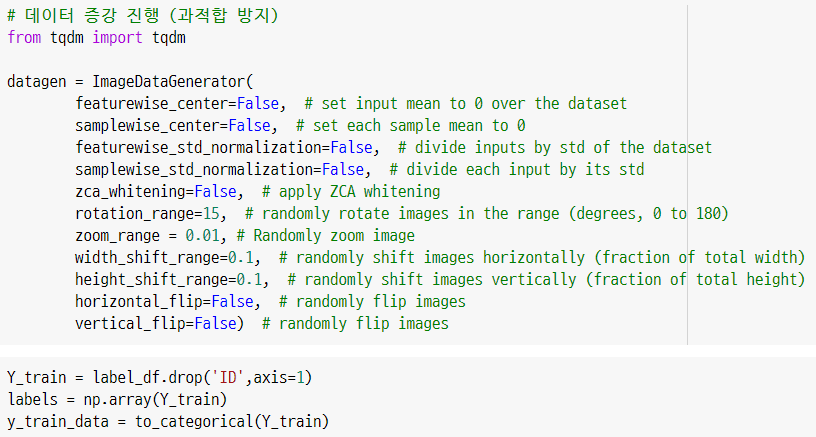 # 데이터 증강 진행 (과적합 방지)
from tqdm import tqdm
datagen = ImageDataGenerator(
featurewise_center=False,  # set input mean to 0 over the dataset
samplewise_center=False,  # set each sample mean to 0
featurewise_std_normalization=False,  # divide inputs by std of the dataset
samplewise_std_normalization=False,  # divide each input by its std
zca_whitening=False,  # apply ZCA whitening
rotation_range=15,  # randomly rotate images in the range (degrees, 0 to 180)
zoom_range = 0.01, # Randomly zoom image
width_shift_range=0.1,  # randomly shift images horizontally (fraction of total width)
height_shift_range=0.1,  # randomly shift images vertically (fraction of total height)
horizontal_flip=False,  # randomly flip images
vertical_flip=False)  # randomly flip images
Y_train = label_df.drop('ID',axis=1)
labels = np.array(Y_train)
y_train_data = to_categorical(Y_train)